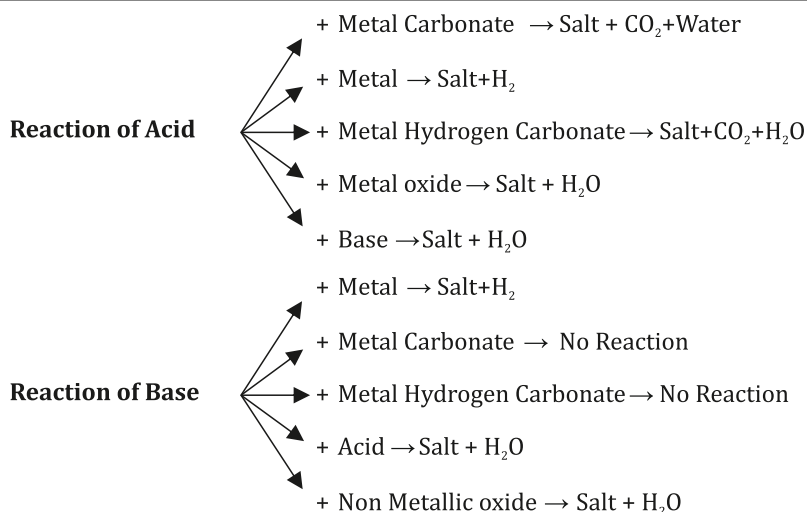 + Metal Carbonate → Salt + CO₂+Water
+ Metal → Salt+H₂
Reaction of Acid
+ Metal Hydrogen Carbonate → Salt+CO₂+H₂O
+ Metal oxide → Salt + H₂O
+ Base → Salt + H₂O
+ Metal → Salt+H₂
+ Metal Carbonate → No Reaction
Reaction of Base
+ Metal Hydrogen Carbonate → No Reaction
+ Acid → Salt + H₂O
+ Non Metallic oxide → Salt + H₂O